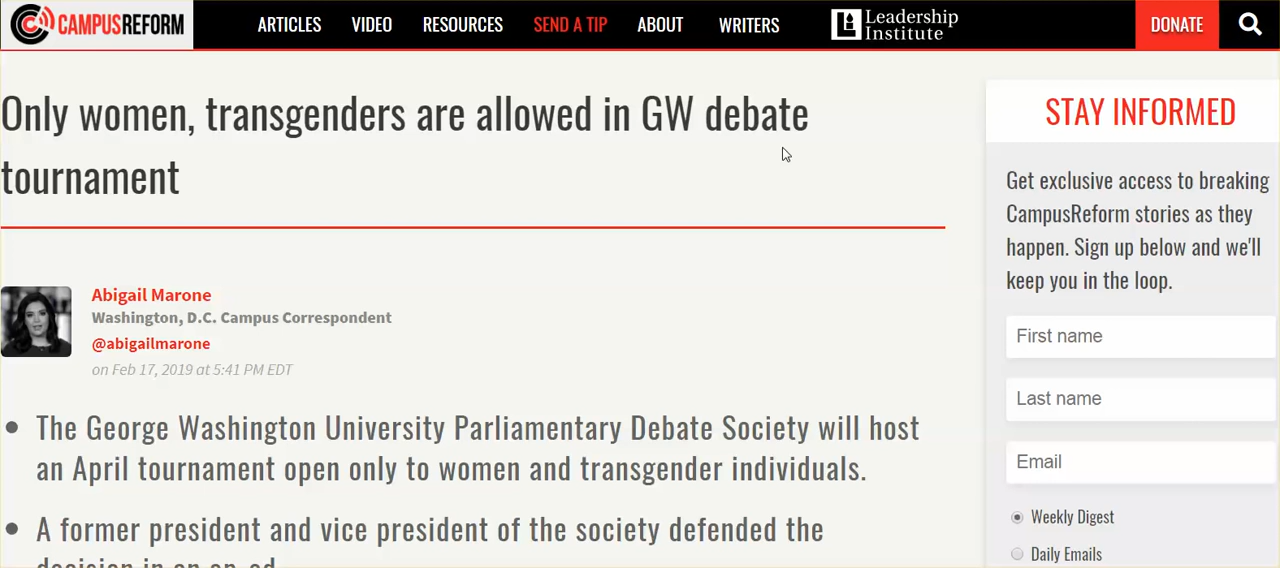 CAMPUSREFORM
ARTICLES VIDEO RESOURCES SEND A TIP ABOUT WRITERS
Leadership
Institute
DONATE
Only women, transgenders are allowed in GW debate
tournament
Abigail Marone
Washington, D.C. Campus Correspondent
@abigailmarone
on Feb 17, 2019 at 5:41 PM EDT
• The George Washington University Parliamentary Debate Society will host
an April tournament open only to women and transgender individuals.
• A former president and vice president of the society defended the
decision in an op-ed
STAY INFORMED
Get exclusive access to breaking
CampusReform stories as they
happen. Sign up below and we'll
keep you in the loop.
First name
Last name
Email
Weekly Digest
Daily Emails